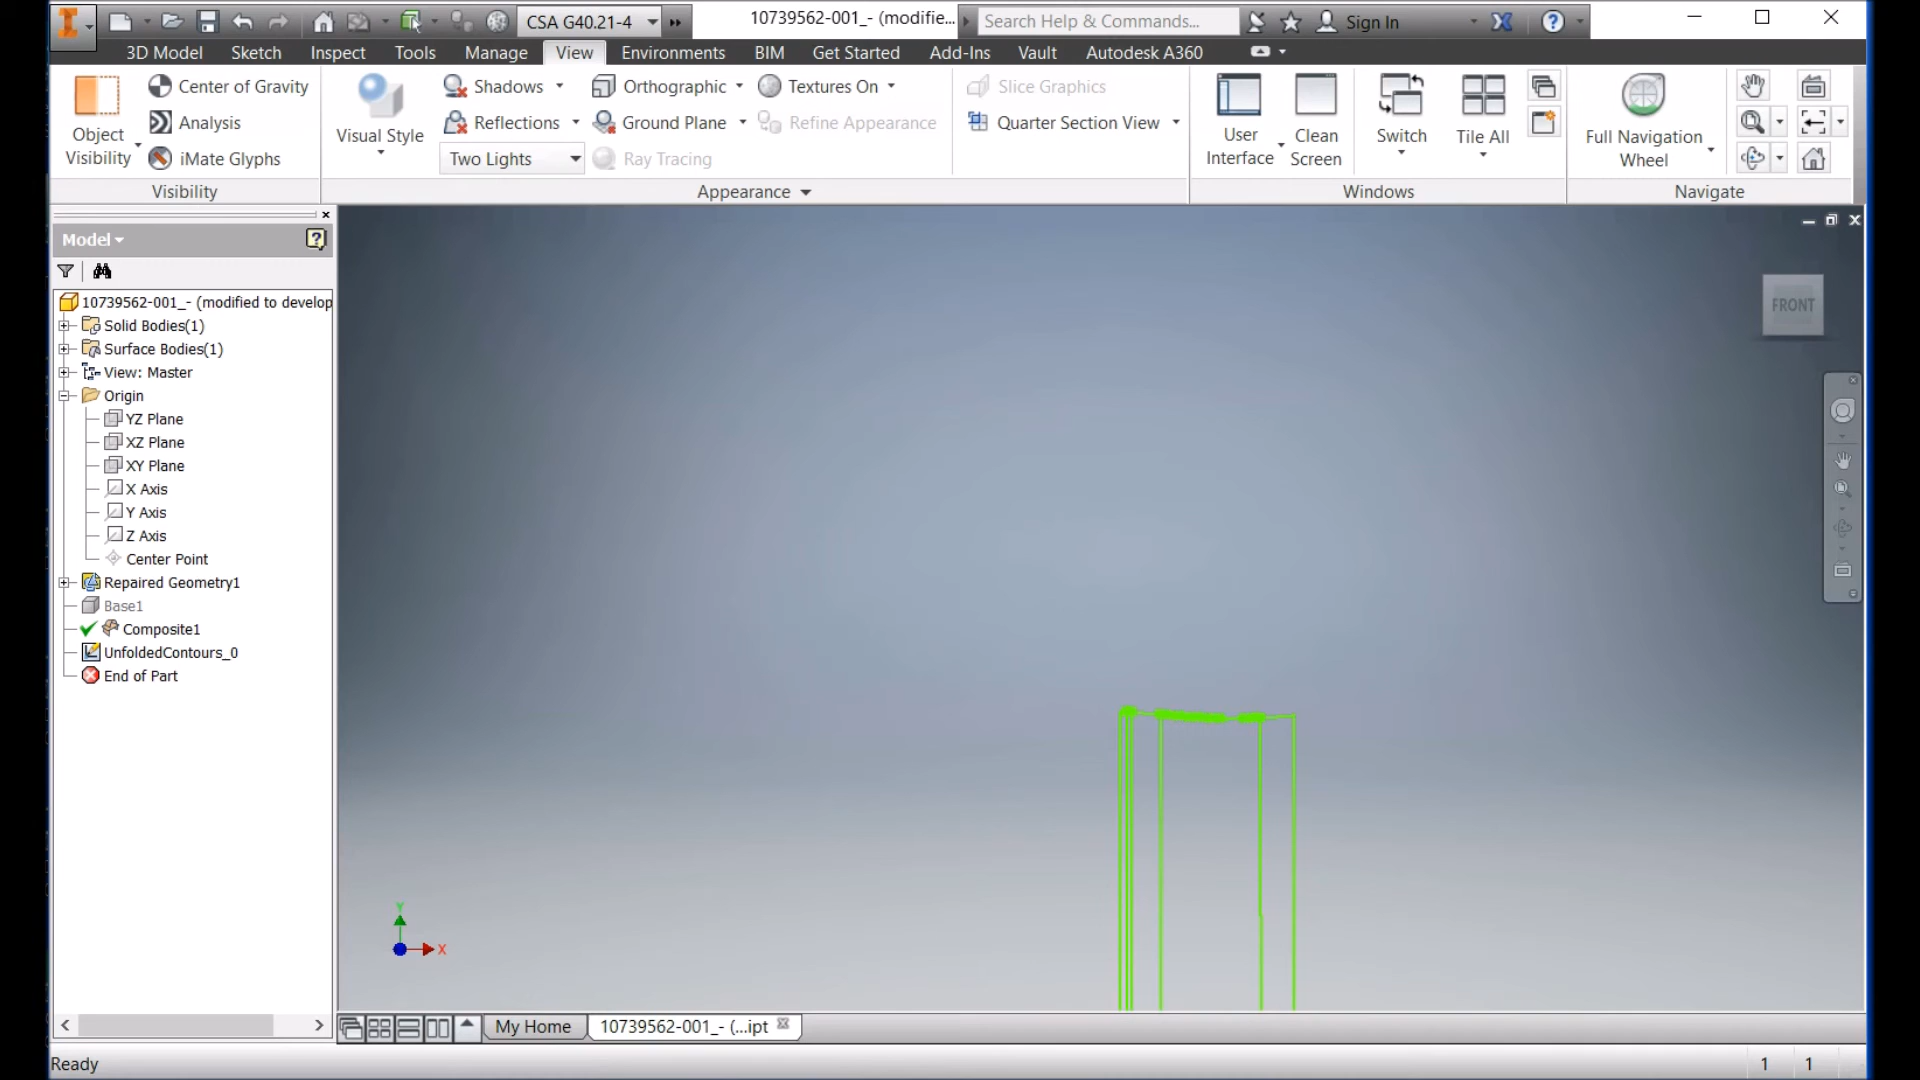 CSA G40.21-4
10739562-001_- (modifie...
Search Help & Commands...
Sign In
3D Model
Sketch
Inspect
Tools
Manage
View
Environments
BIM
Get Started
Add-Ins
Vault
Autodesk A360
Object Visibility
Center of Gravity
Analysis
iMate Glyphs
Visual Style
Shadows
Reflections
Two Lights
Orthographic
Ground Plane
Ray Tracing
Textures On
Refine Appearance
Slice Graphics
Quarter Section View
User Interface
Clean Screen
Switch
Tile All
Full Navigation Wheel
Visibility
Appearance
Windows
Navigate
Model
10739562-001_- (modified to develop
Solid Bodies(1)
Surface Bodies(1)
View: Master
Origin
YZ Plane
XZ Plane
XY Plane
X Axis
Y Axis
Z Axis
Center Point
Repaired Geometry1
Base1
Composite1
UnfoldedContours_0
End of Part
FRONT
Y
X
My Home
10739562-001_- (...ipt
Ready
1
1